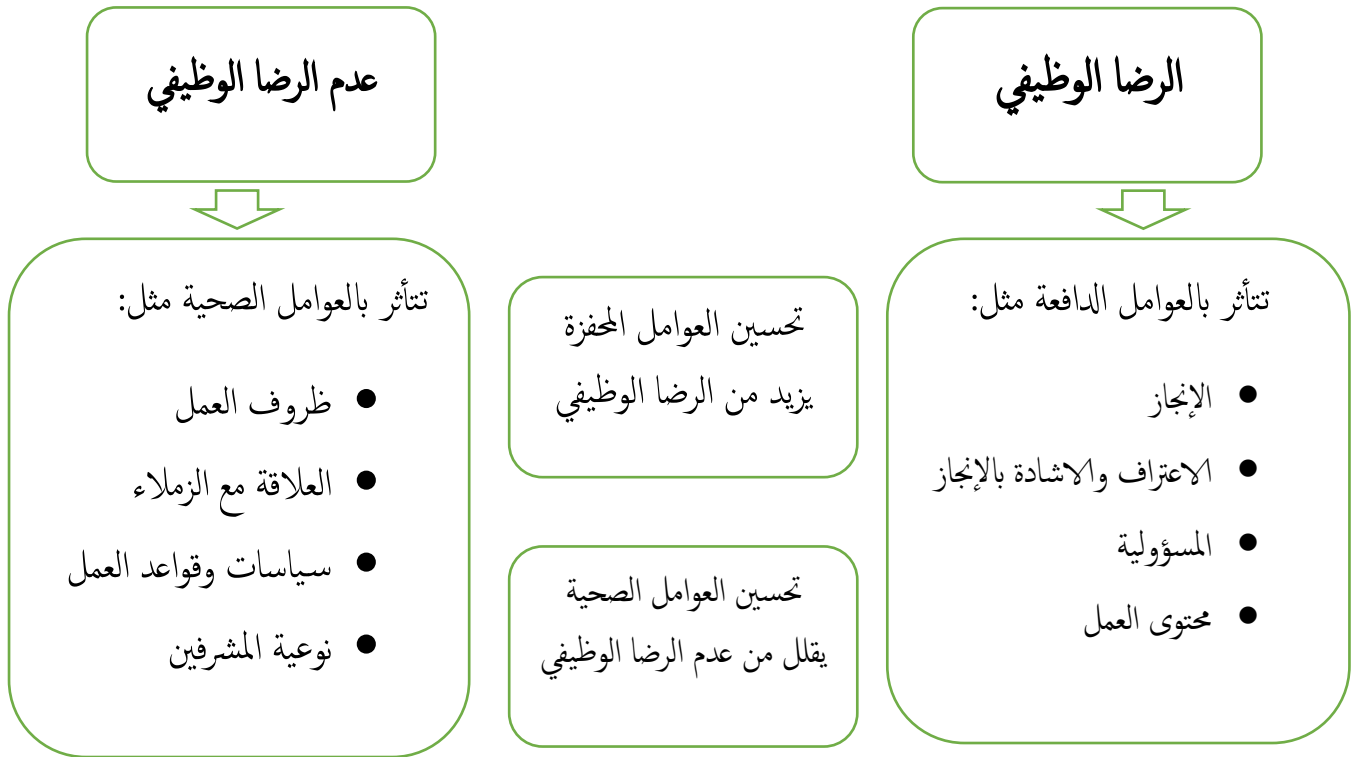 الرضا الوظيفي
تتأثر بالعوامل الدافعة مثل:
● الإنجاز
● الاعتراف والاشادة بالإنجاز
● المسؤولية
● محتوى العمل
تحسين العوامل المحفزة
يزيد من الرضا الوظيفي
تحسين العوامل الصحية
يقلل من عدم الرضا الوظيفي
عدم الرضا الوظيفي
تتأثر بالعوامل الصحية مثل:
● ظروف العمل
● العلاقة مع الزملاء
● سياسات وقواعد العمل
● نوعية المشرفين